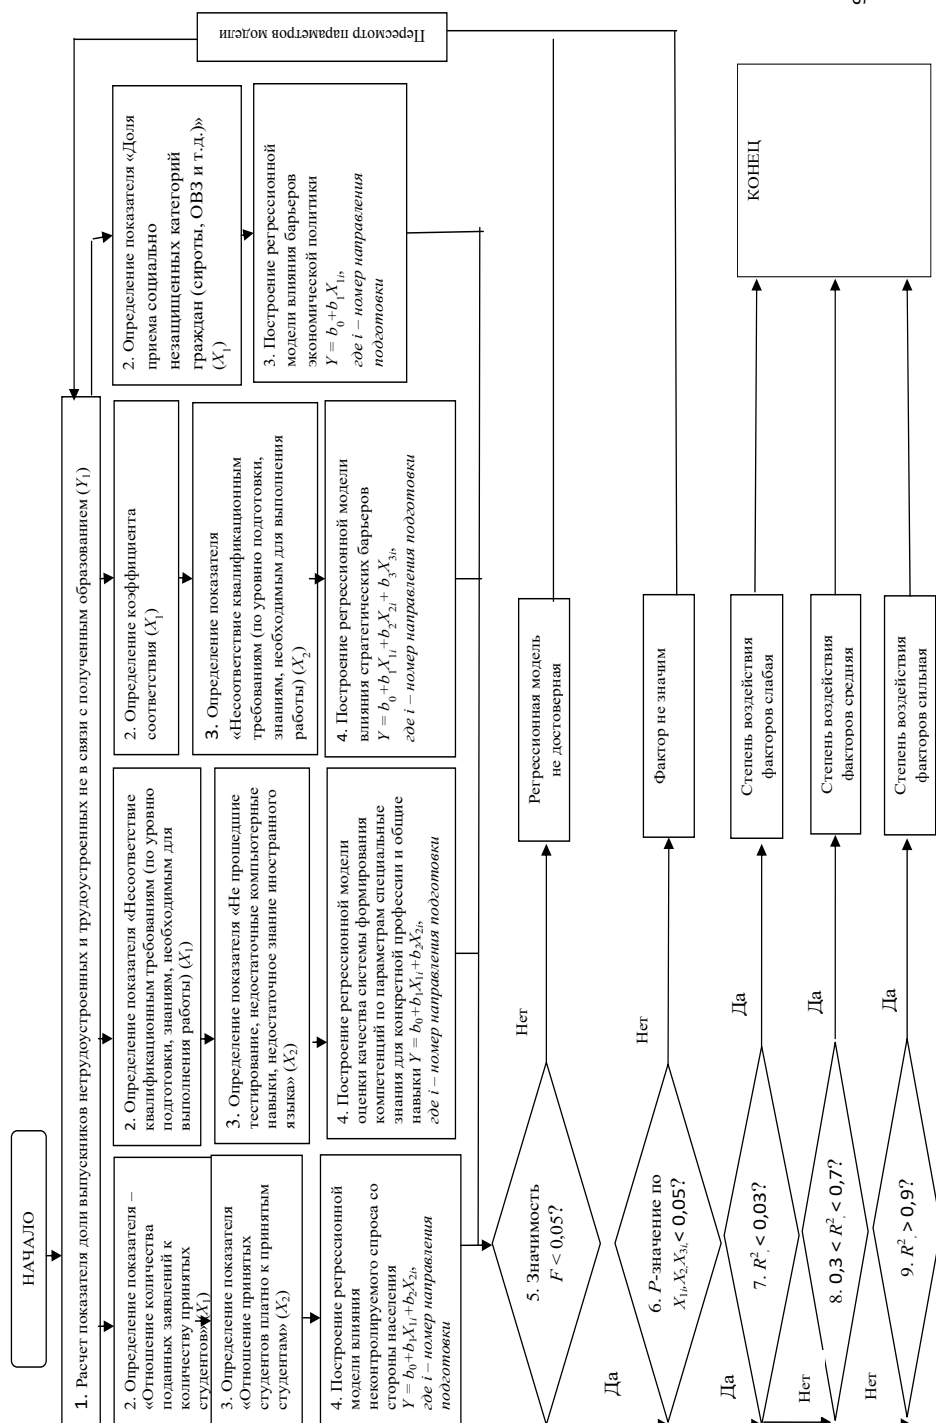 НАЧАЛО
1. Расчет показателя доли выпускников нетрудоустроенных и трудоустроенных не в связи с полученным образованием (Y₁)
2. Определение показателя –
«Отношение количества
поданных заявлений к
количеству принятых
студентов» (X₁)
3. Определение показателя
«Отношение принятых
студентов платно к принятым
студентам» (X₂)
4. Построение регрессионной
модели влияния
неконтролируемого спроса со
стороны населения
Y = b₀+b₁X₁ᵢ+b₂X₂ᵢ,
где i – номер направления
подготовки
2. Определение показателя «Несоответствие
квалификационным требованиям (по уровню
подготовки, знаниям, необходимым для
выполнения работы) (X₁)
3. Определение показателя «Не прошедшие
тестирование, недостаточные компьютерные
навыки, недостаточное знание иностранного
языка» (X₂)
4. Построение регрессионной модели
оценки качества системы формирования
компетенций по параметрам специальные
знания для конкретной профессии и общие
навыки Y = b₀+b₁X₁ᵢ+b₂X₂ᵢ,
где i – номер направления подготовки
2. Определение коэффициента
соответствия (X₁)
3. Определение показателя
«Несоответствие квалификационным
требованиям (по уровню подготовки,
знаниям, необходимым для выполнения
работы) (X₂)
4. Построение регрессионной модели
влияния стратегических барьеров
Y = b₀+b₁X₁ᵢ+b₂X₂ᵢ+ b₃X₃ᵢ,
где i – номер направления подготовки
2. Определение показателя «Доля
приема социально
незащищенных категорий
граждан (сироты, ОВЗ и т.д.)»
(X₁)
3. Построение регрессионной
модели влияния барьеров
экономической политики
Y = b₀+b₁X₁ᵢ,
где i – номер направления
подготовки
Пересмотр параметров модели
5. Значимость
F < 0,05?
Нет
Регрессионная модель
не достоверная
Да
6. P-значение по
X₁ᵢ,X₂,X₃ᵢ,< 0,05?
Нет
Фактор не значим
Да
7. R² < 0,03?
Да
Степень воздействия
факторов слабая
Нет
8. 0,3 < R² < 0,7?
Да
Степень воздействия
факторов средняя
Нет
9. R² > 0,9?
Да
Степень воздействия
факторов сильная
КОНЕЦ